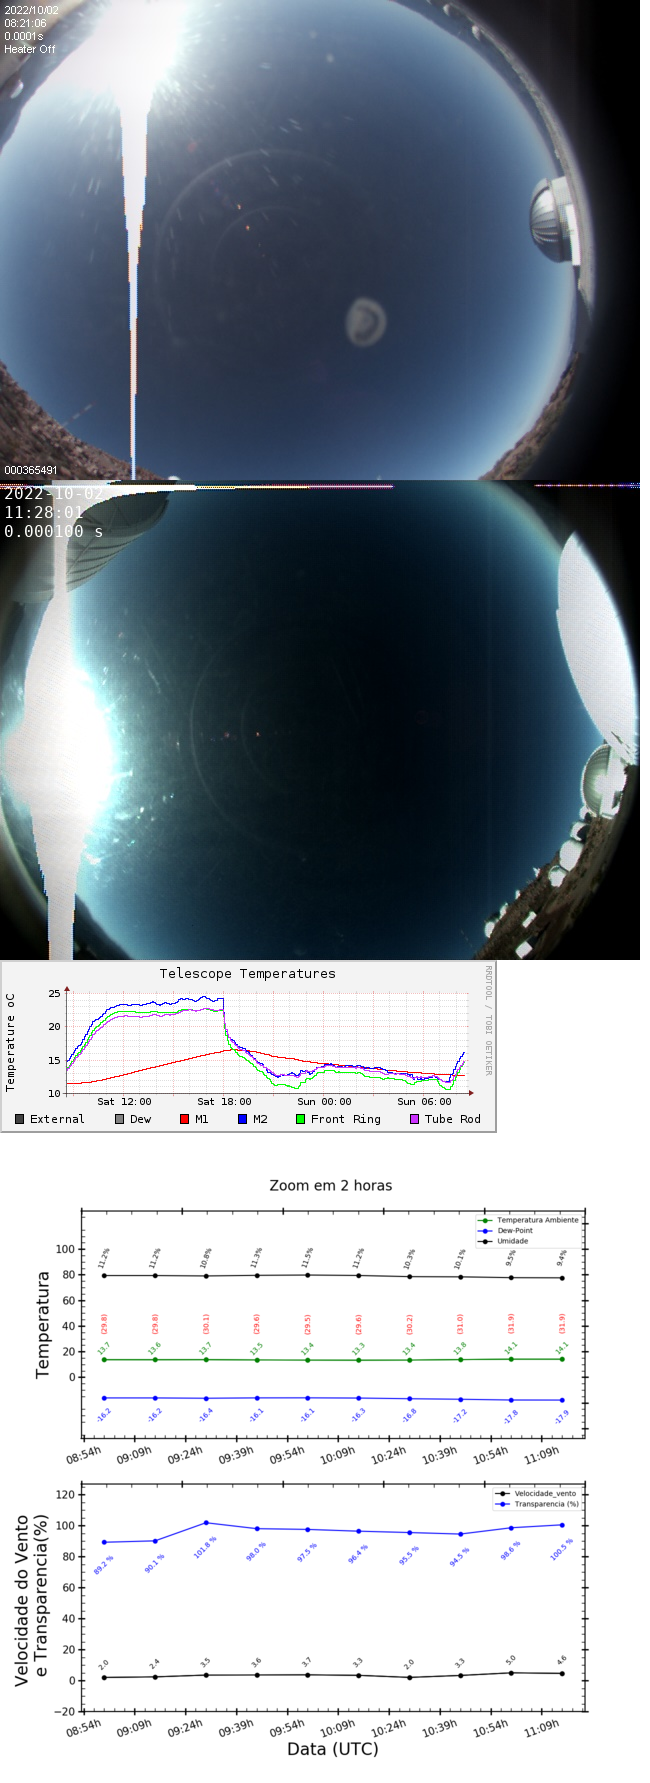 2022/10/02
08:21:06
0.0001s
Heater Off
000365491
2022-10-02
11:28:01
0.000100 s
Telescope Temperatures
RRDTOOL / TOBI OETIKER
Temperature oC
25
20
15
10
Sat 12:00 Sat 18:00 Sun 00:00 Sun 06:00
External Dew M1 M2 Front Ring Tube Rod
Zoom em 2 horas
Temperatura Ambiente
Dew-Point
Umidade
Temperatura
100
80
60
40
20
0
11.2% 11.2% 10.8% 11.3% 11.5% 11.2% 10.3% 10.1% 9.5% 9.4%
(29.8) (29.8) (30.1) (29.6) (29.5) (29.6) (30.2) (31.0) (31.9) (31.9)
13.7 13.6 13.7 13.5 13.4 13.3 13.4 13.8 14.1 14.1
-16.2 -16.2 -16.4 -16.1 -16.1 -16.3 -16.8 -17.2 -17.8 -17.9
08:54h 09:09h 09:24h 09:39h 09:54h 10:09h 10:24h 10:39h 10:54h 11:09h
Velocidade_vento
Transparencia (%)
Velocidade do Vento
e Transparencia(%)
120
100
80
60
40
20
0
−20
89.2 % 90.1 % 101.8 % 98.0 % 97.5 % 96.4 % 95.5 % 94.5 % 98.6 % 100.5 %
2.0 2.4 3.5 3.6 3.7 3.3 2.0 3.3 5.0 4.6
08:54h 09:09h 09:24h 09:39h 09:54h 10:09h 10:24h 10:39h 10:54h 11:09h
Data (UTC)